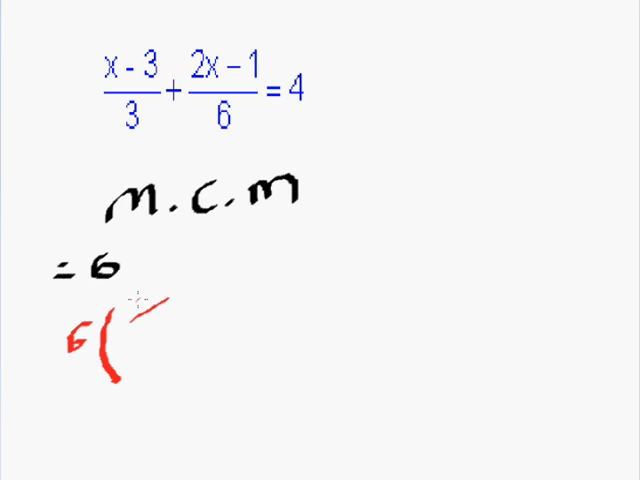 x - 3 / 3 + 2x - 1 / 6 = 4
m.c.m
= 6
6(